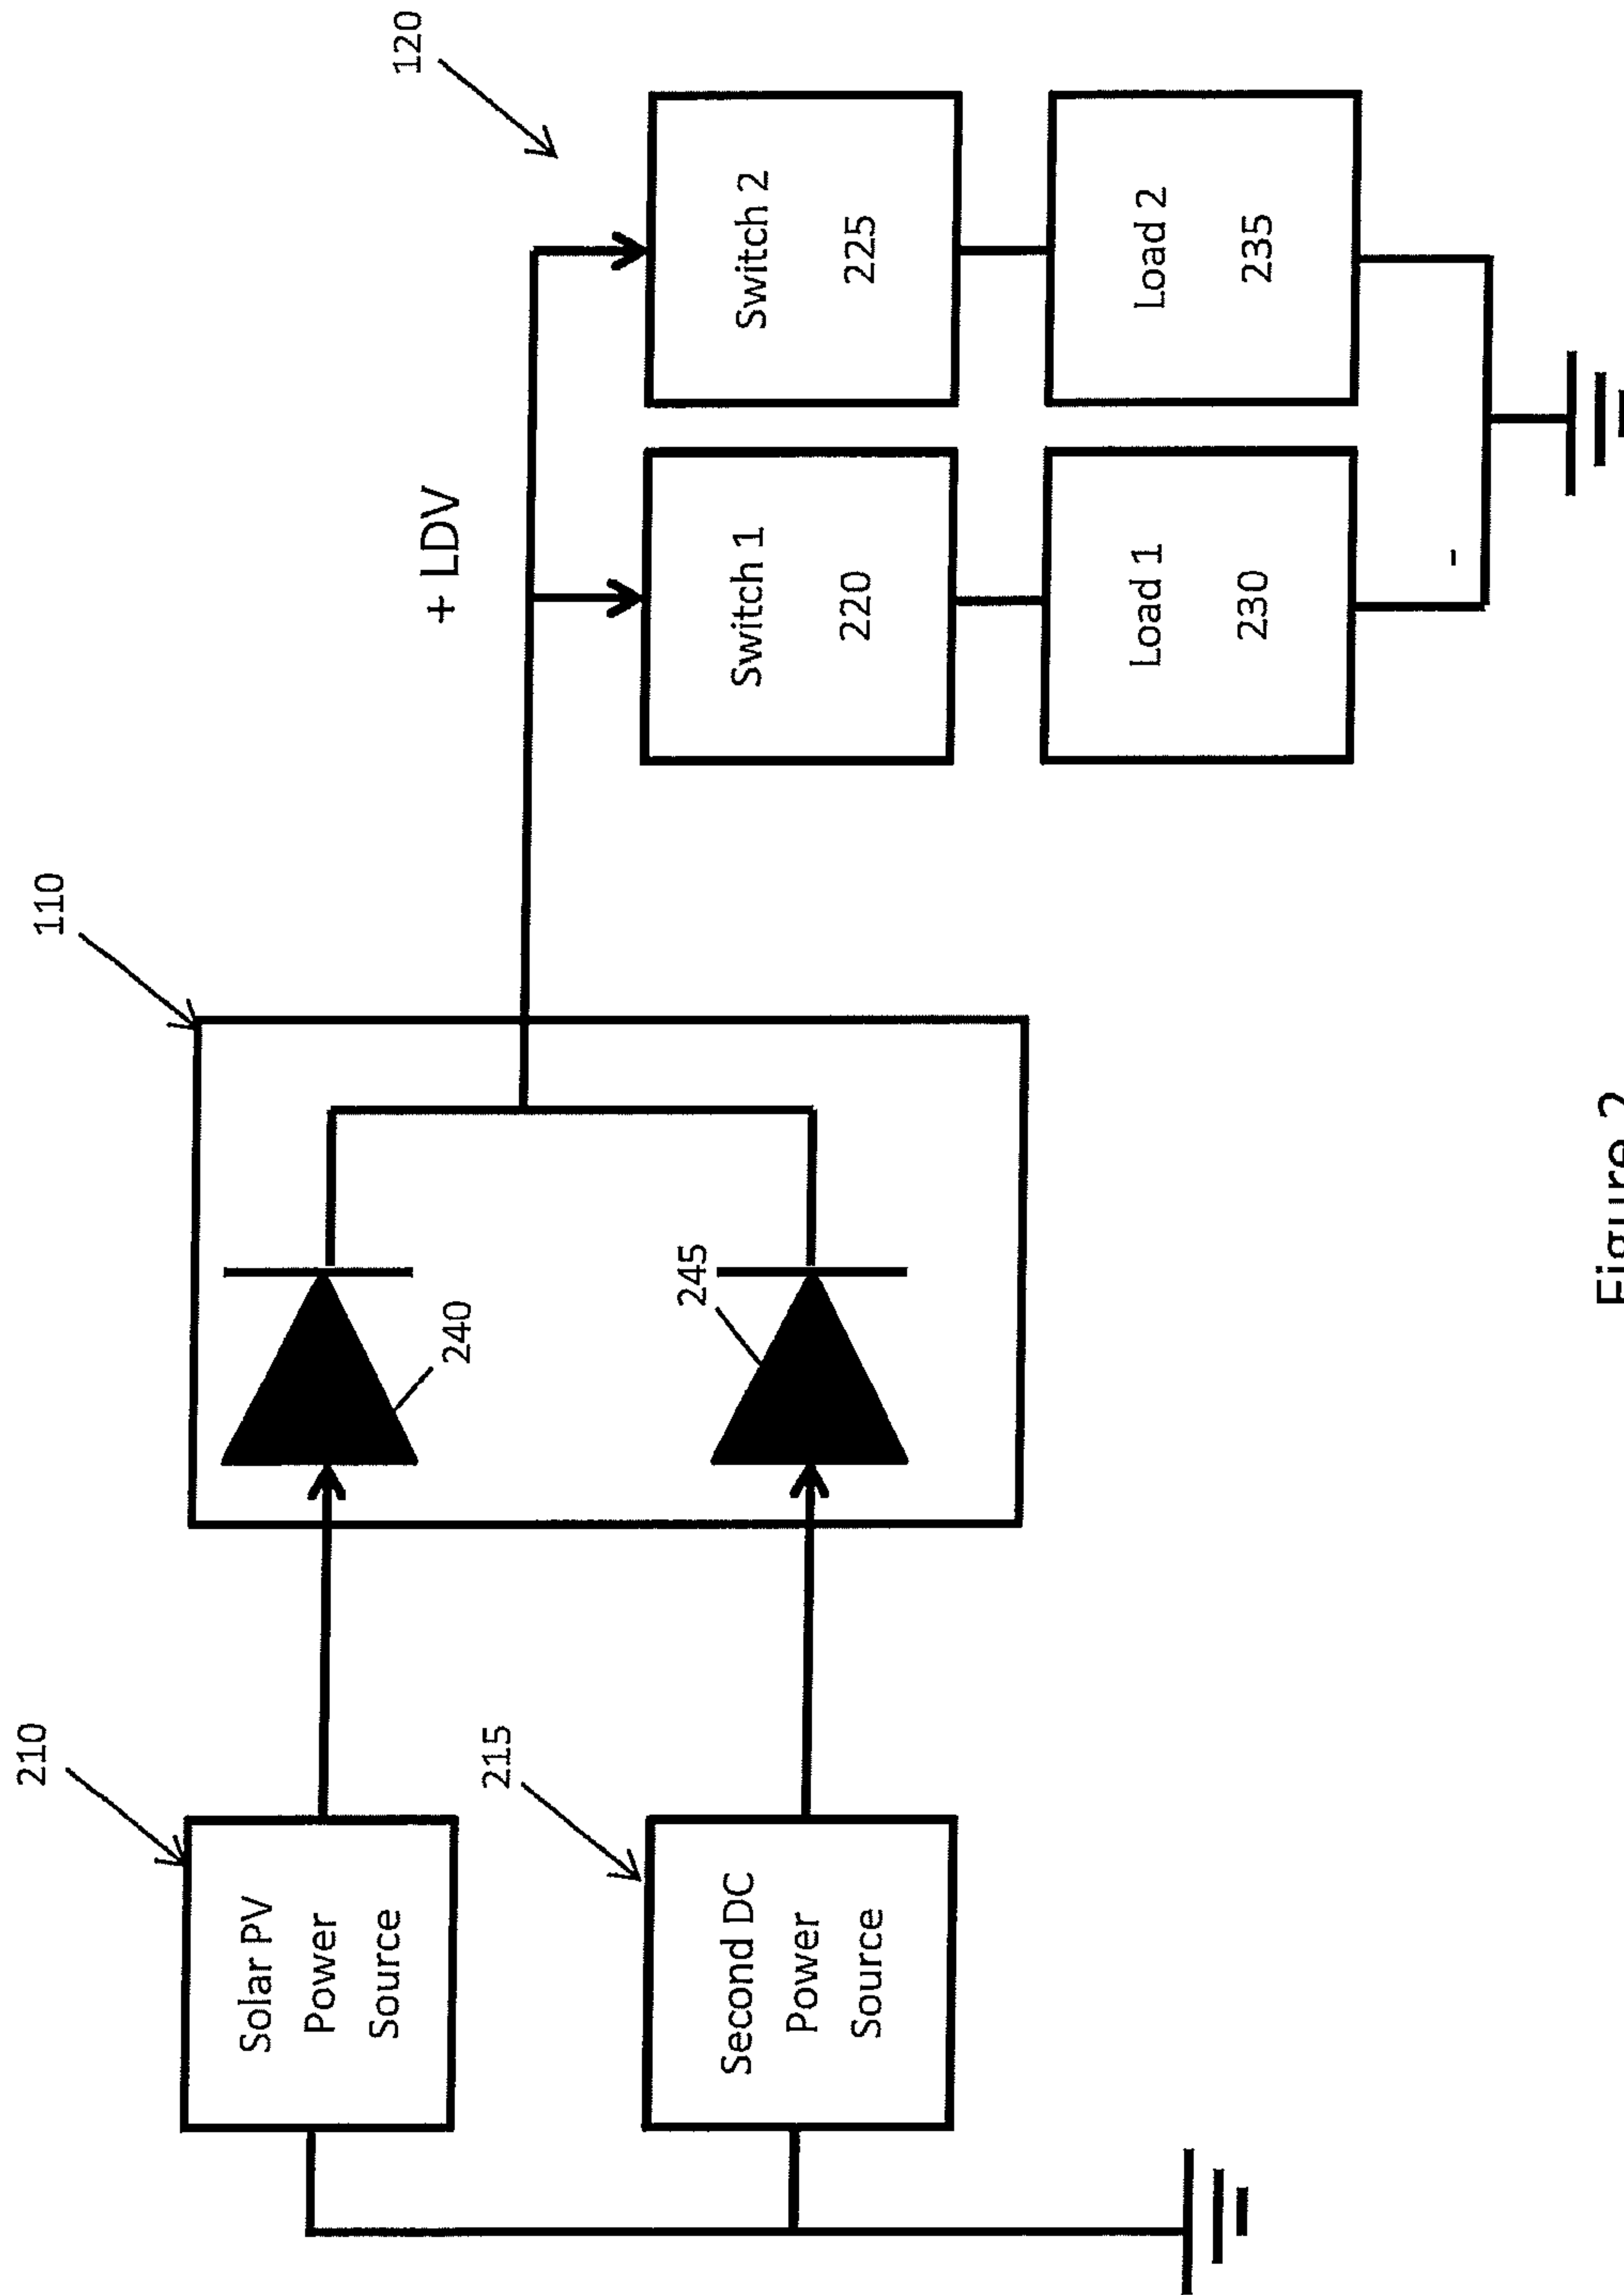 210
Solar PV
Power
Source
215
Second DC
Power
Source
110
240
245
+ LDV
120
Switch 1
220
Switch 2
225
Load 1
230
Load 2
235
-
Figure 2